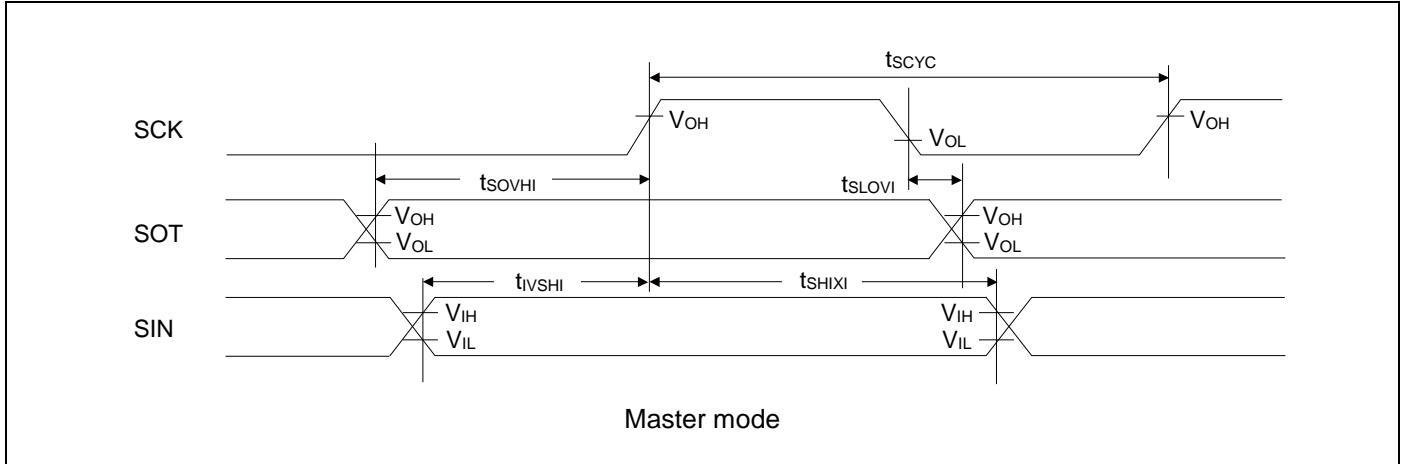 tSCYC
SCK
VOH
VOL
VOH
tSOVHI
tSLOVI
SOT
VOH
VOL
VOH
VOL
tIVSHI
tSHIXI
SIN
VIH
VIL
VIH
VIL
Master mode